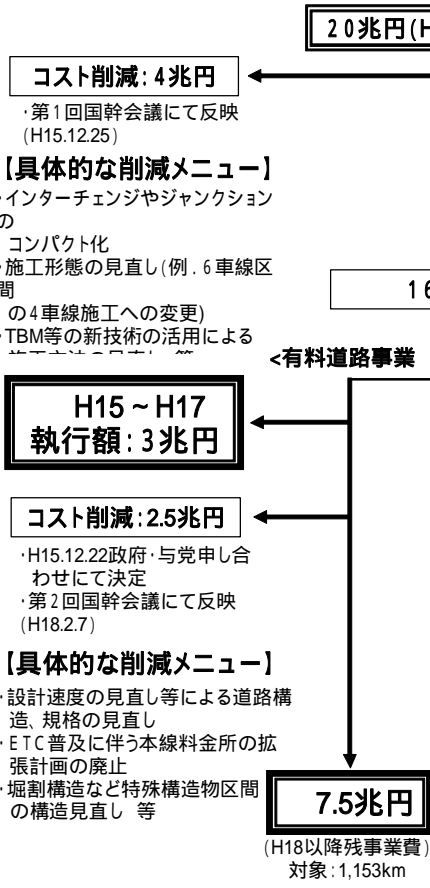 20兆円(H
コスト削減:4兆円
・第1回国幹会議にて反映
(H15.12.25)
【具体的な削減メニュー】
・インターチェンジやジャンクション
の
コンパクト化
・施工形態の見直し(例.6車線区
間
の4車線施工への変更)
・TBM等の新技術の活用による
16
<有料道路事業
H15~H17
執行額:3兆円
コスト削減:2.5兆円
・H15.12.22政府・与党申し合
わせにて決定
・第2回国幹会議にて反映
(H18.2.7)
【具体的な削減メニュー】
・設計速度の見直し等による道路構
造、規格の見直し
・ETC普及に伴う本線料金所の拡
張計画の廃止
・堀割構造など特殊構造物区間
の構造見直し 等
7.5兆円
(H18以降残事業費)
対象:1,153km